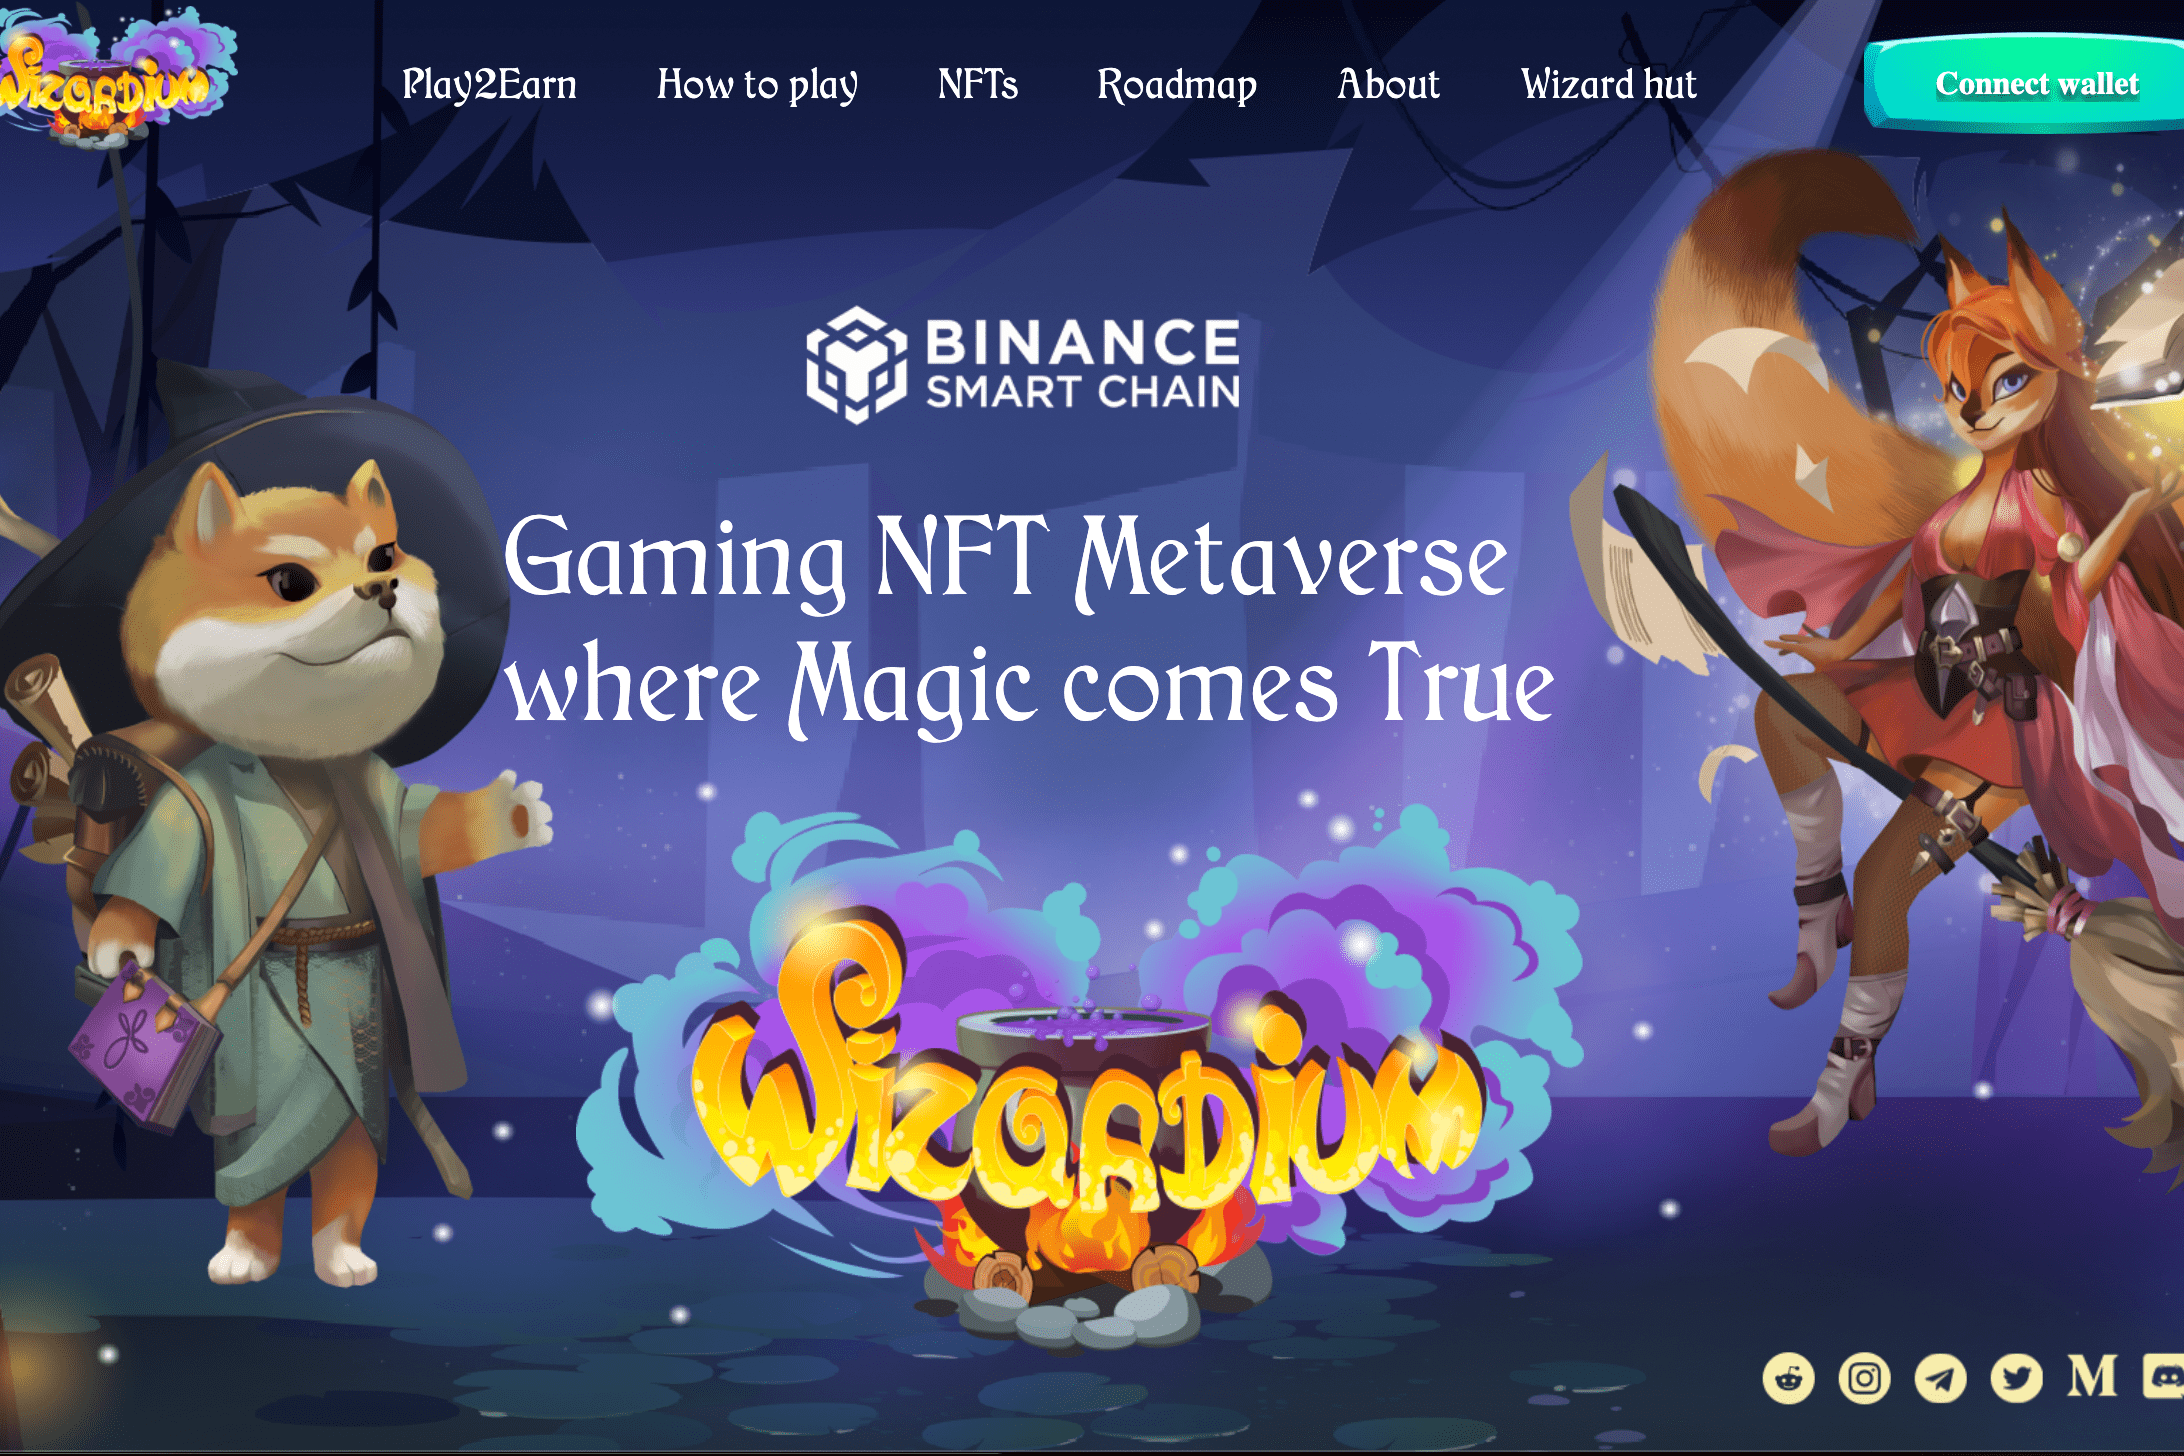 Wizardium
Play2Earn
How to play
NFTs
Roadmap
About
Wizard hut
Connect wallet
BINANCE
SMART CHAIN
Gaming NFT Metaverse
where Magic comes True
Wizardium
M